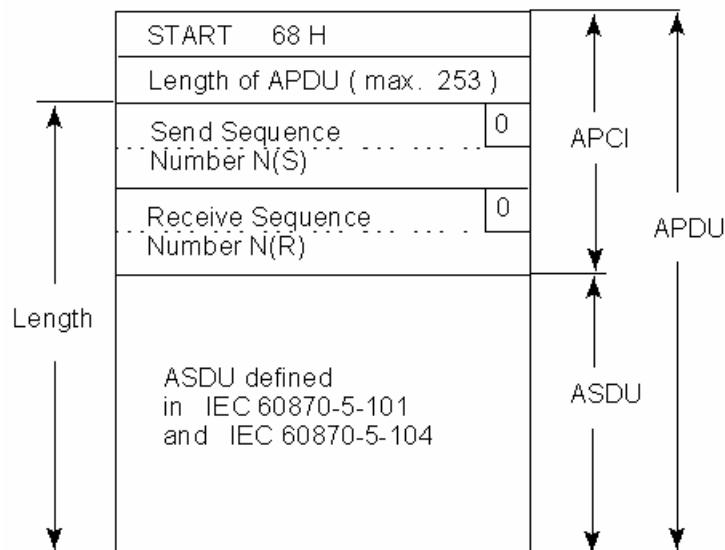 START 68 H
Length of APDU ( max. 253 )
Send Sequence 0
Number N(S)
Receive Sequence 0
Number N(R)
ASDU defined
in IEC 60870-5-101
and IEC 60870-5-104
Length
APCI
ASDU
APDU